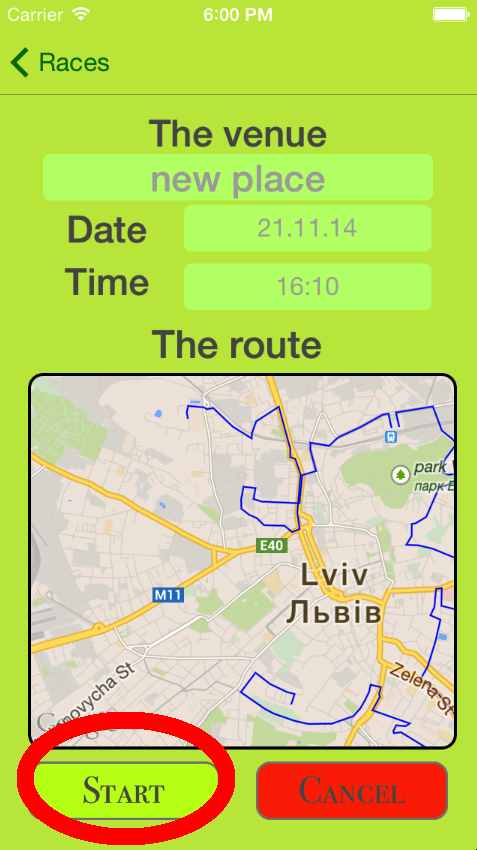 Carrier 6:00 PM
Races
The venue
new place
Date 21.11.14
Time 16:10
The route
park
парк
E40
Lviv
Львів
M11
Zelena St
St
START CANCEL